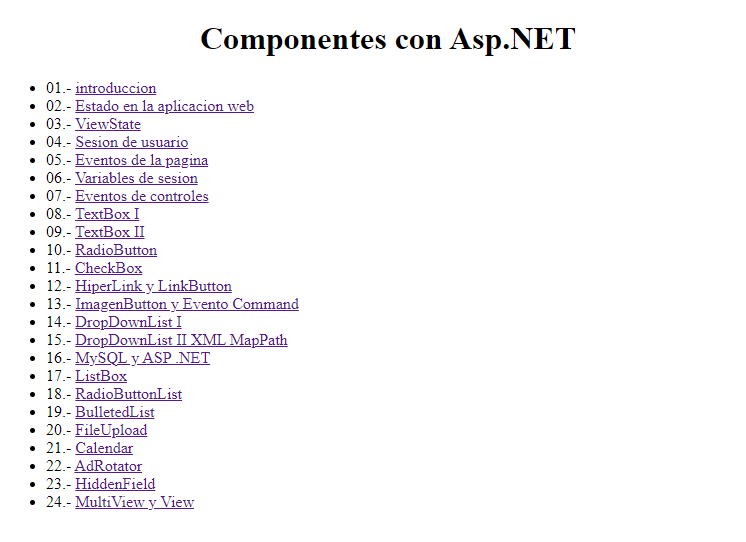 Componentes con Asp.NET
01.- introduccion
02.- Estado en la aplicacion web
03.- ViewState
04.- Sesion de usuario
05.- Eventos de la pagina
06.- Variables de sesion
07.- Eventos de controles
08.- TextBox I
09.- TextBox II
10.- RadioButton
11.- CheckBox
12.- HiperLink y LinkButton
13.- ImagenButton y Evento Command
14.- DropDownList I
15.- DropDownList II XML MapPath
16.- MySQL y ASP .NET
17.- ListBox
18.- RadioButtonList
19.- BulletedList
20.- FileUpload
21.- Calendar
22.- AdRotator
23.- HiddenField
24.- MultiView y View